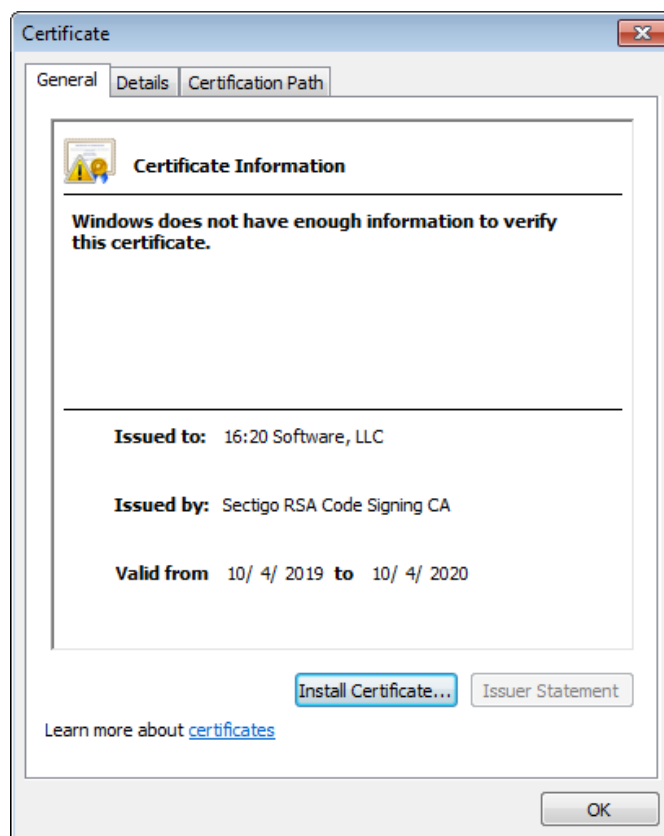 Certificate
General
Details
Certification Path
Certificate Information
Windows does not have enough information to verify
this certificate.
Issued to: 16:20 Software, LLC
Issued by: Sectigo RSA Code Signing CA
Valid from 10/ 4/ 2019 to 10/ 4/ 2020
Install Certificate...
Issuer Statement
Learn more about certificates
OK